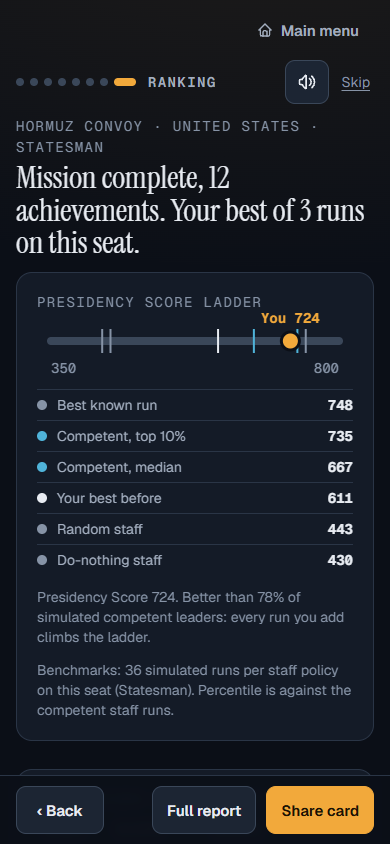 Main menu
RANKING
Skip
HORMUZ CONVOY · UNITED STATES ·
STATESMAN
Mission complete, 12
achievements. Your best of 3 runs
on this seat.
PRESIDENCY SCORE LADDER
You 724
350 800
Best known run 748
Competent, top 10% 735
Competent, median 667
Your best before 611
Random staff 443
Do-nothing staff 430
Presidency Score 724. Better than 78% of
simulated competent leaders: every run you add
climbs the ladder.
Benchmarks: 36 simulated runs per staff policy
on this seat (Statesman). Percentile is against the
competent staff runs.
‹ Back Full report Share card